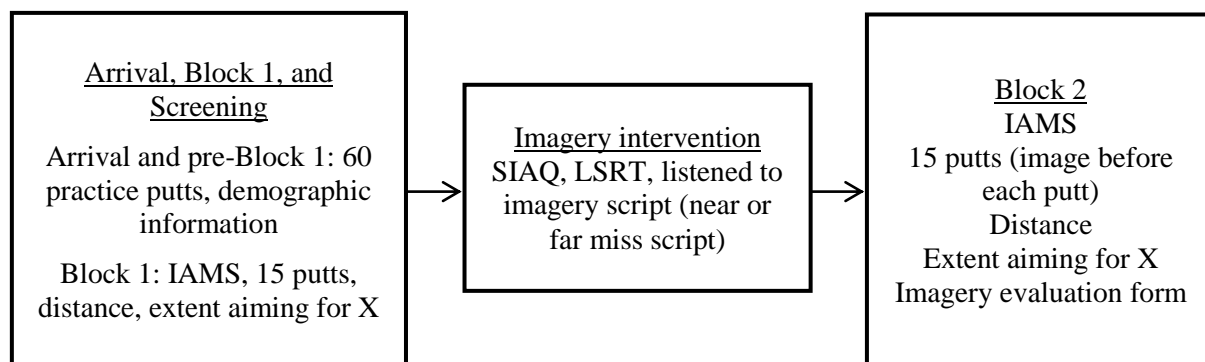 Arrival, Block 1, and
Screening
Arrival and pre-Block 1: 60
practice putts, demographic
information
Block 1: IAMS, 15 putts,
distance, extent aiming for X
Imagery intervention
SIAQ, LSRT, listened to
imagery script (near or
far miss script)
Block 2
IAMS
15 putts (image before
each putt)
Distance
Extent aiming for X
Imagery evaluation form